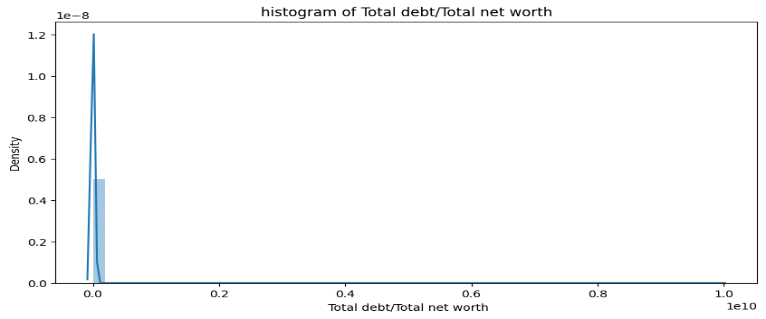 histogram of Total debt/Total net worth
1e−8
1.2
1.0
0.8
0.6
0.4
0.2
0.0
Density
0.0 0.2 0.4 0.6 0.8 1.0
1e10
Total debt/Total net worth